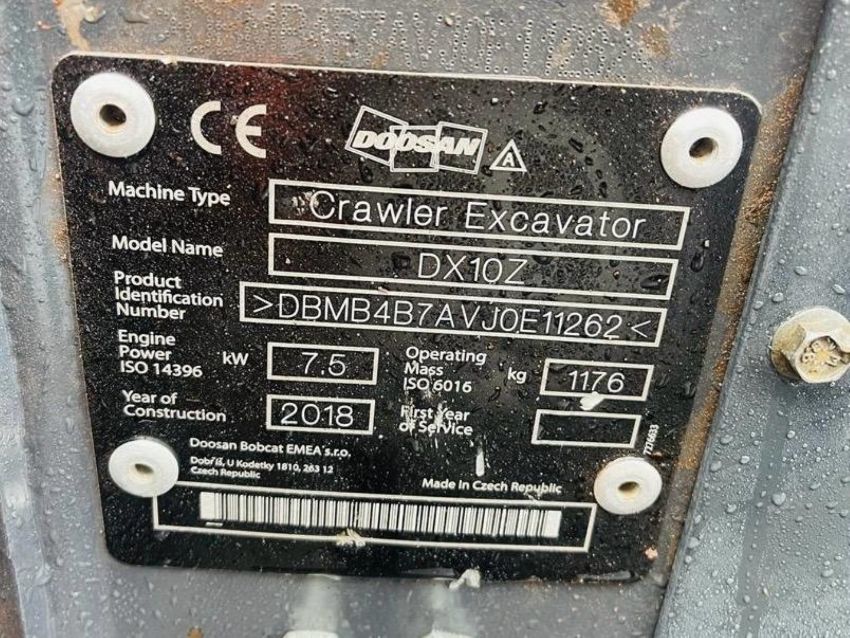 CE DOOSAN A
Machine Type Crawler Excavator
Model Name DX10Z
Product
Identification
Number >DBMB4B7AVJ0E11262<
Engine
Power kW 7.5
ISO 14396
Operating
Mass kg 1176
ISO 6016
Year of
Construction 2018
First Year
of Service
7276633
Doosan Bobcat EMEA s.r.o.
Dobříš, U Kodetky 1810, 263 12
Czech Republic
Made in Czech Republic